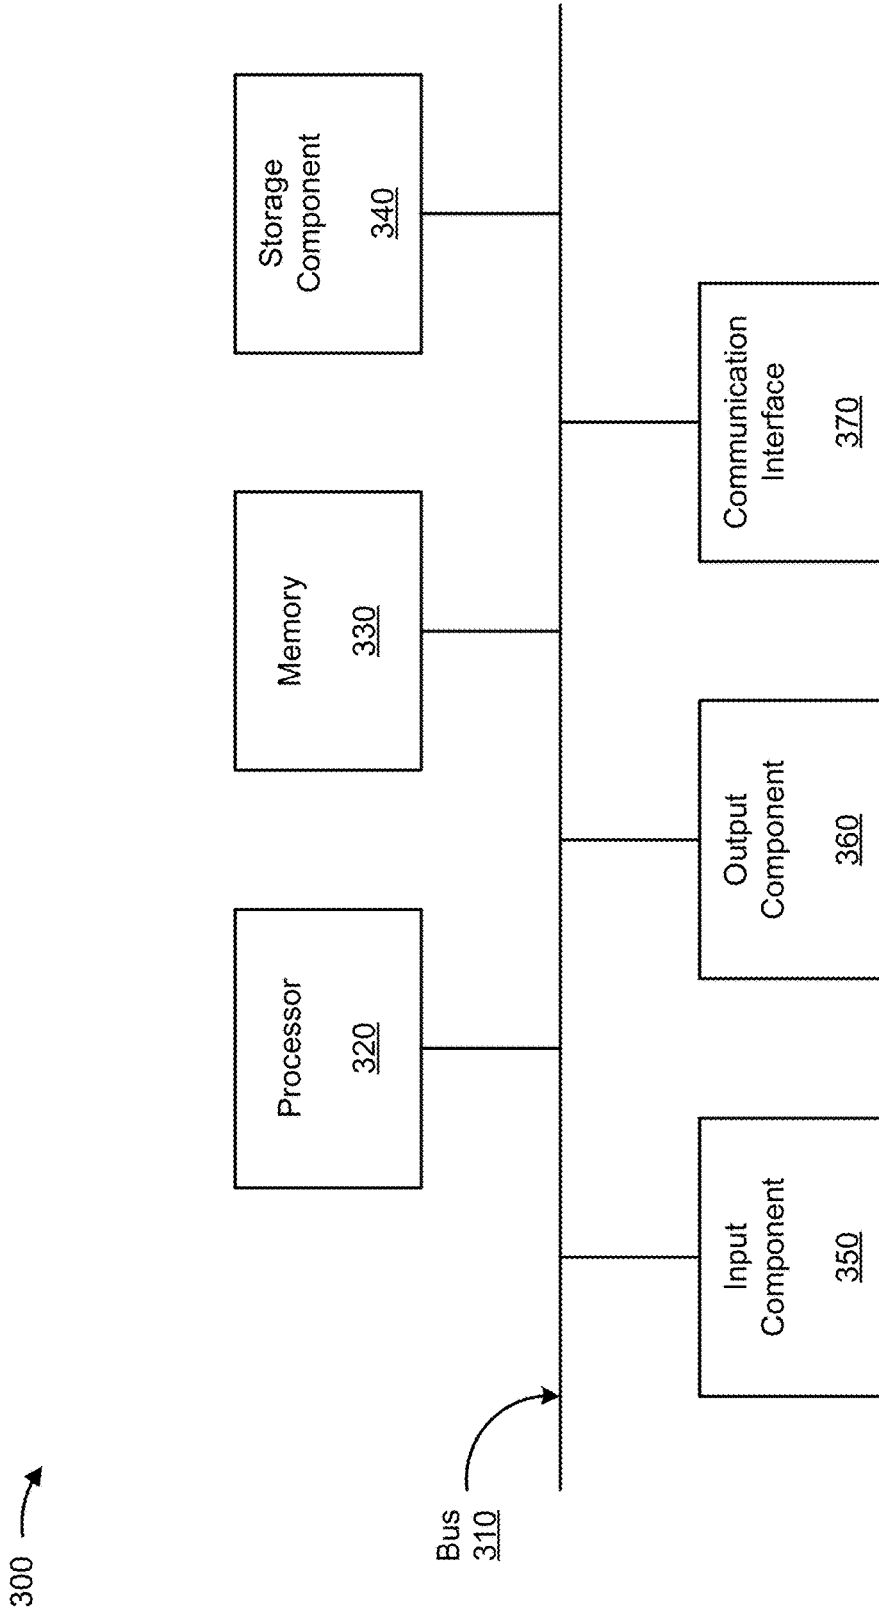 300
Processor
320
Memory
330
Storage
Component
340
Bus
310
Input
Component
350
Output
Component
360
Communication
Interface
370